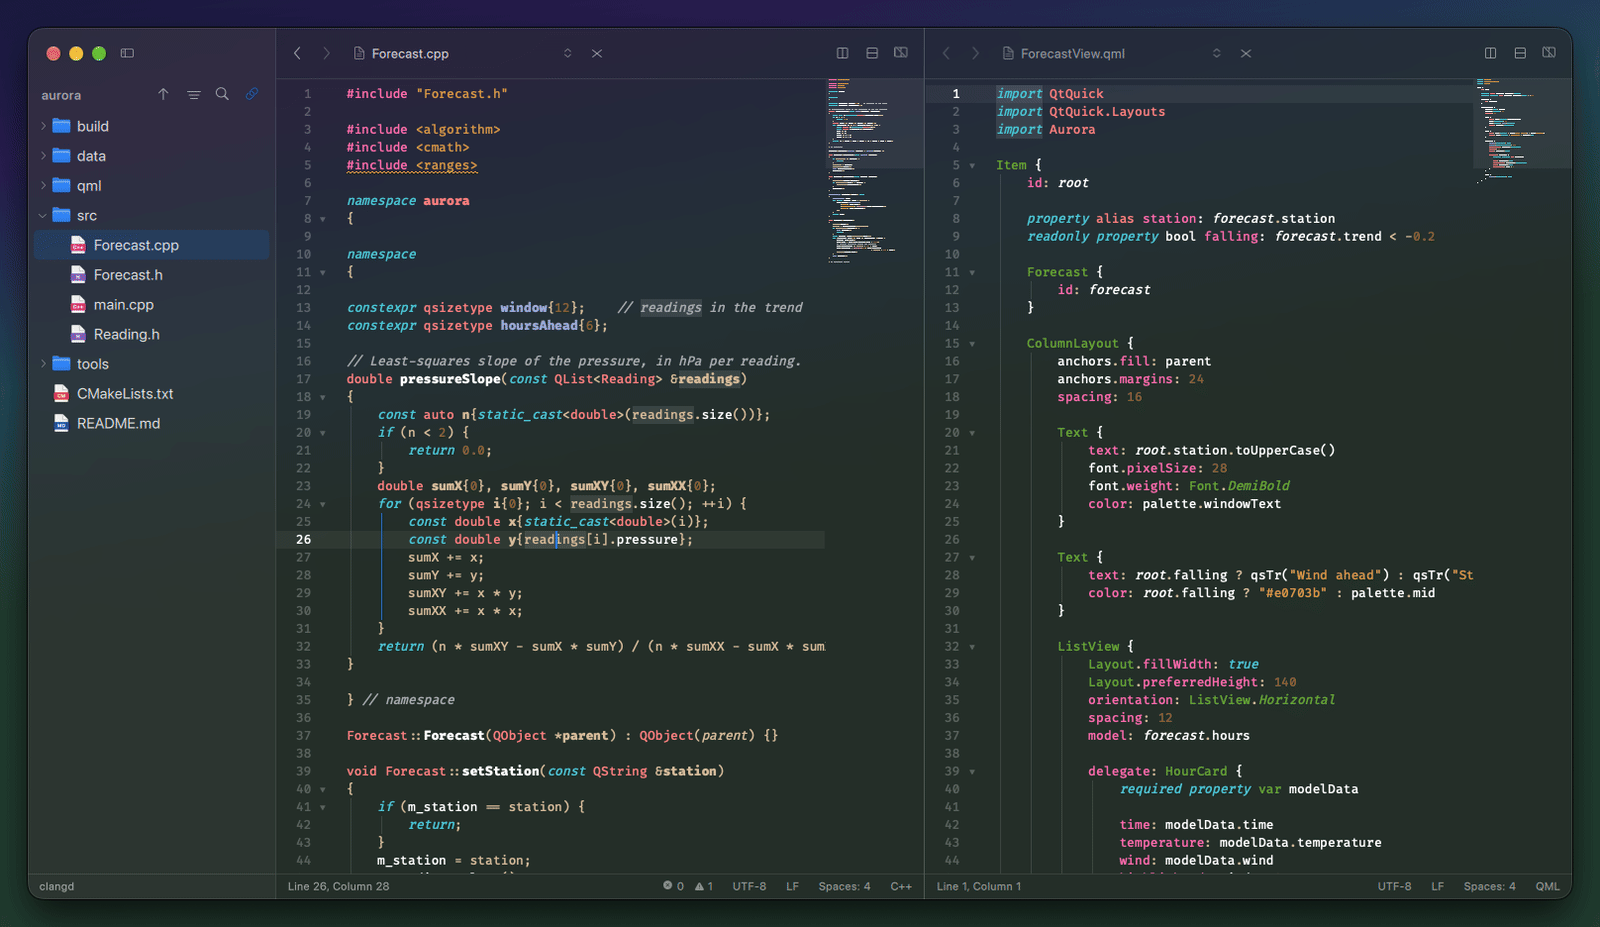 aurora
build
data
qml
src
Forecast.cpp
Forecast.h
main.cpp
Reading.h
tools
CMakeLists.txt
README.md
clangd
Forecast.cpp
1 #include "Forecast.h"
2
3 #include <algorithm>
4 #include <cmath>
5 #include <ranges>
6
7 namespace aurora
8 {
9
10 namespace
11 {
12
13 constexpr qsizetype window{12};    // readings in the trend
14 constexpr qsizetype hoursAhead{6};
15
16 // Least-squares slope of the pressure, in hPa per reading.
17 double pressureSlope(const QList<Reading> &readings)
18 {
19     const auto n{static_cast<double>(readings.size())};
20     if (n < 2) {
21         return 0.0;
22     }
23     double sumX{0}, sumY{0}, sumXY{0}, sumXX{0};
24     for (qsizetype i{0}; i < readings.size(); ++i) {
25         const double x{static_cast<double>(i)};
26         const double y{readings[i].pressure};
27         sumX += x;
28         sumY += y;
29         sumXY += x * y;
30         sumXX += x * x;
31     }
32     return (n * sumXY - sumX * sumY) / (n * sumXX - sumX * sum
33 }
34
35 } // namespace
36
37 Forecast::Forecast(QObject *parent) : QObject(parent) {}
38
39 void Forecast::setStation(const QString &station)
40 {
41     if (m_station == station) {
42         return;
43     }
44     m_station = station;
Line 26, Column 28
0 1 UTF-8 LF Spaces: 4 C++
ForecastView.qml
1 import QtQuick
2 import QtQuick.Layouts
3 import Aurora
4
5 Item {
6     id: root
7
8     property alias station: forecast.station
9     readonly property bool falling: forecast.trend < -0.2
10
11     Forecast {
12         id: forecast
13     }
14
15     ColumnLayout {
16         anchors.fill: parent
17         anchors.margins: 24
18         spacing: 16
19
20         Text {
21             text: root.station.toUpperCase()
22             font.pixelSize: 28
23             font.weight: Font.DemiBold
24             color: palette.windowText
25         }
26
27         Text {
28             text: root.falling ? qsTr("Wind ahead") : qsTr("St
29             color: root.falling ? "#e0703b" : palette.mid
30         }
31
32         ListView {
33             Layout.fillWidth: true
34             Layout.preferredHeight: 140
35             orientation: ListView.Horizontal
36             spacing: 12
37             model: forecast.hours
38
39             delegate: HourCard {
40                 required property var modelData
41
42                 time: modelData.time
43                 temperature: modelData.temperature
44                 wind: modelData.wind
Line 1, Column 1
UTF-8 LF Spaces: 4 QML